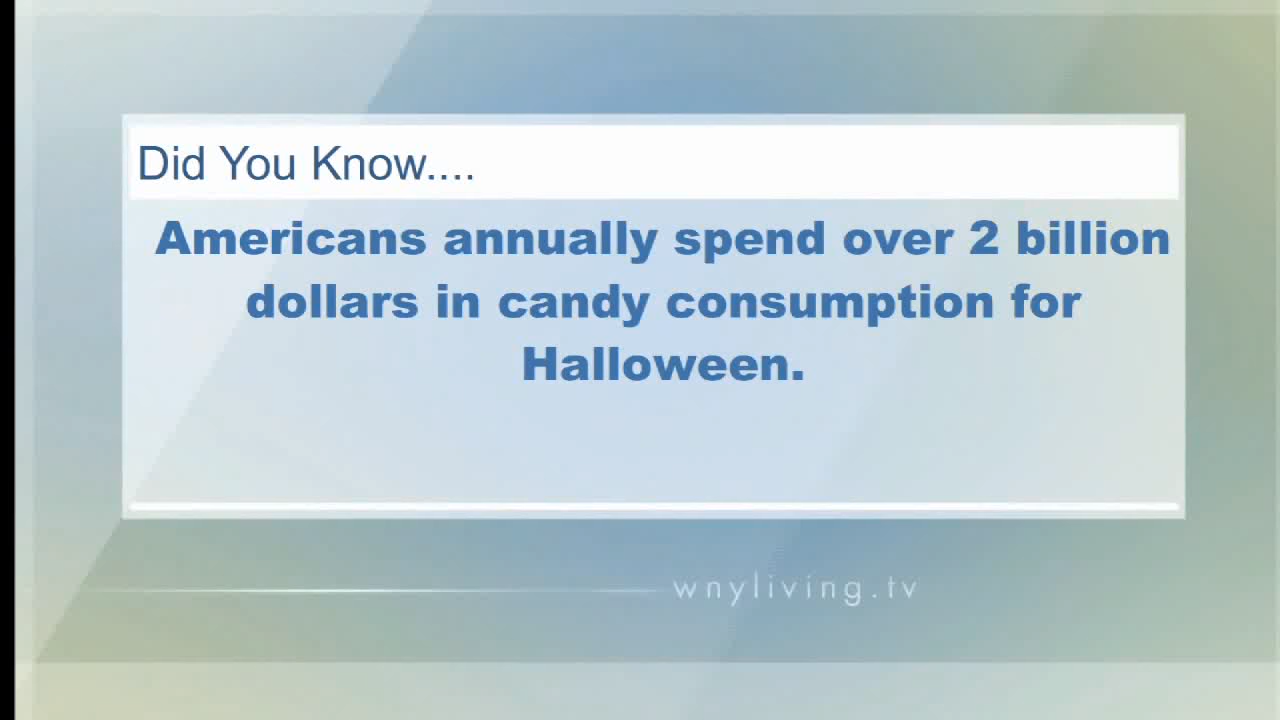 Did You Know....
Americans annually spend over 2 billion
dollars in candy consumption for
Halloween.
wnyliving.tv